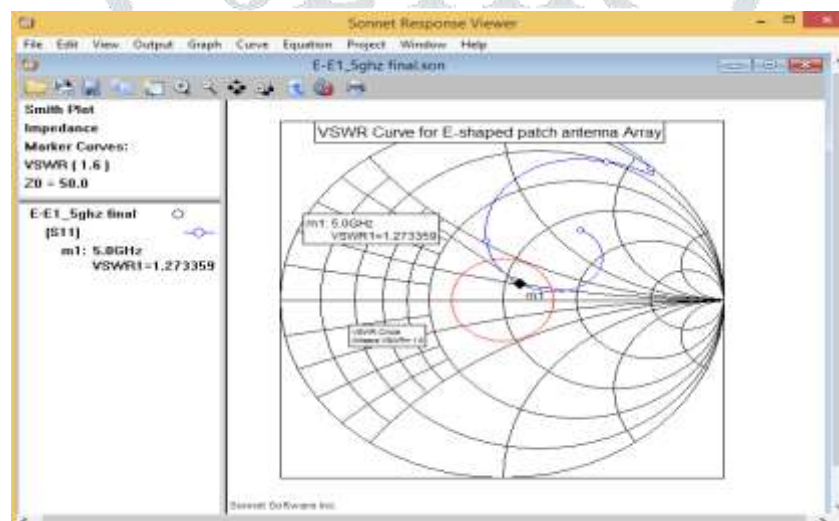 Sonnet Response Viewer
File Edit View Output Graph Curve Equation Project Window Help
E-E1_5ghz final.son
Smith Plot
Impedance
Marker Curves:
VSWR ( 1.6 )
Z0 = 50.0
E-E1_5ghz final
|S11|
m1: 5.0GHz
VSWR1=1.273359
VSWR Curve for E-shaped patch antenna Array
m1: 5.0GHz
VSWR1=1.273359
m1
VSWR Circle
Sonnet Software Inc.